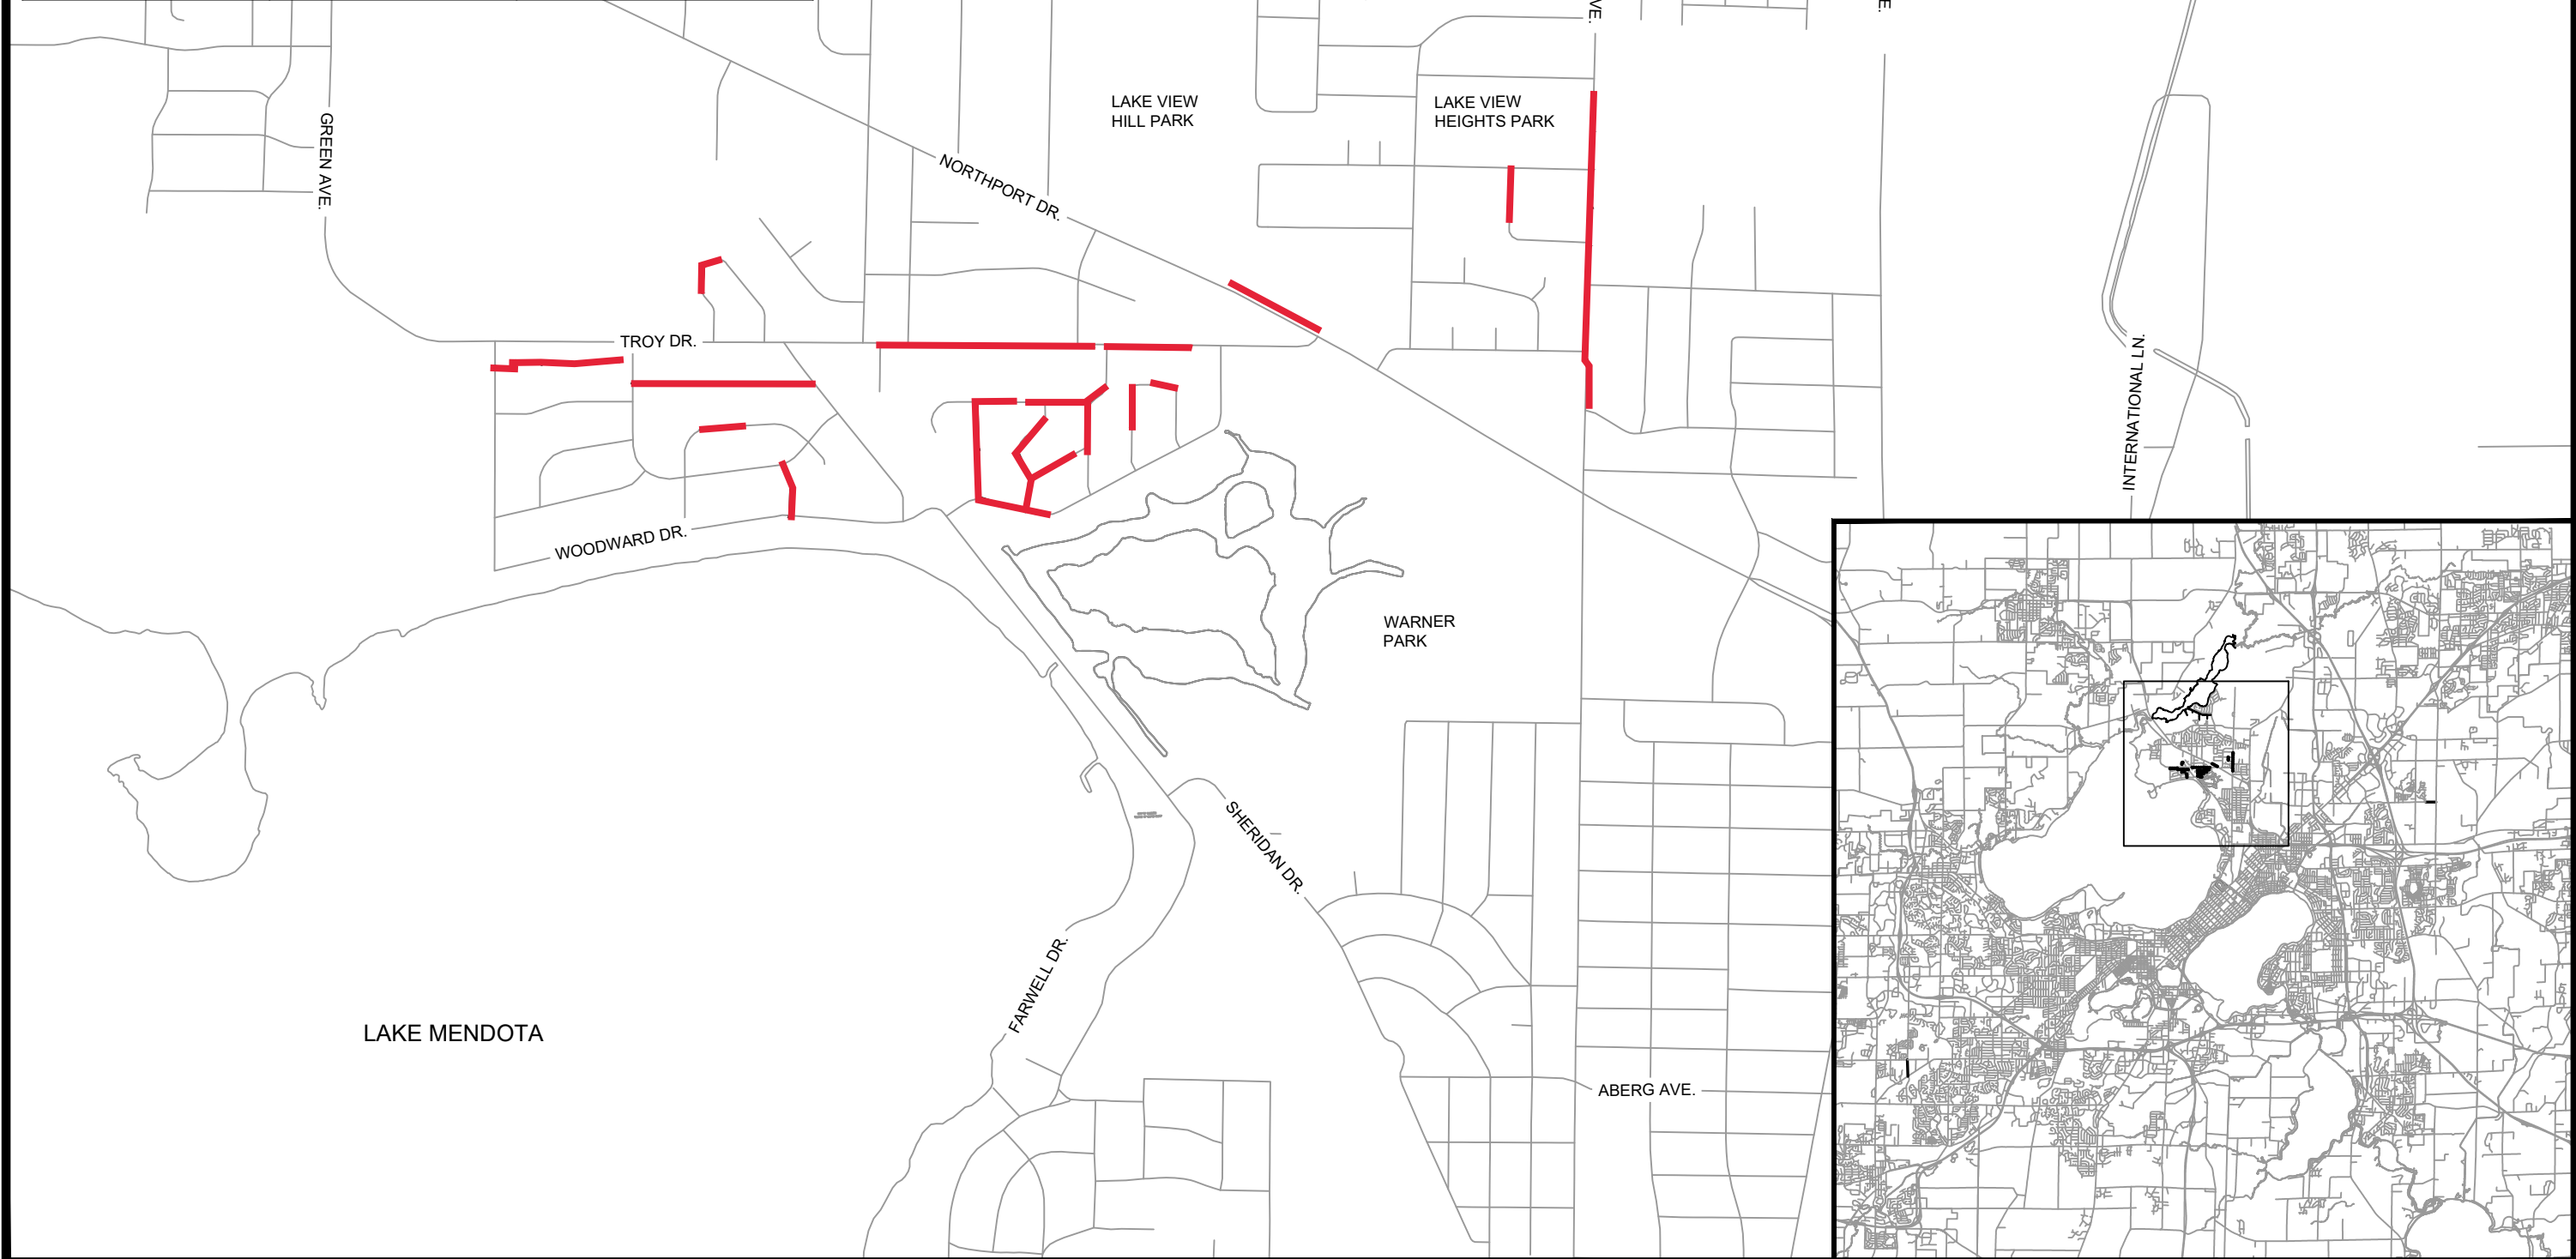 VE.
E.
LAKE VIEW
HILL PARK
LAKE VIEW
HEIGHTS PARK
GREEN AVE.
NORTHPORT DR.
TROY DR.
INTERNATIONAL LN.
WOODWARD DR.
WARNER
PARK
SHERIDAN DR.
FARWELL DR.
LAKE MENDOTA
ABERG AVE.